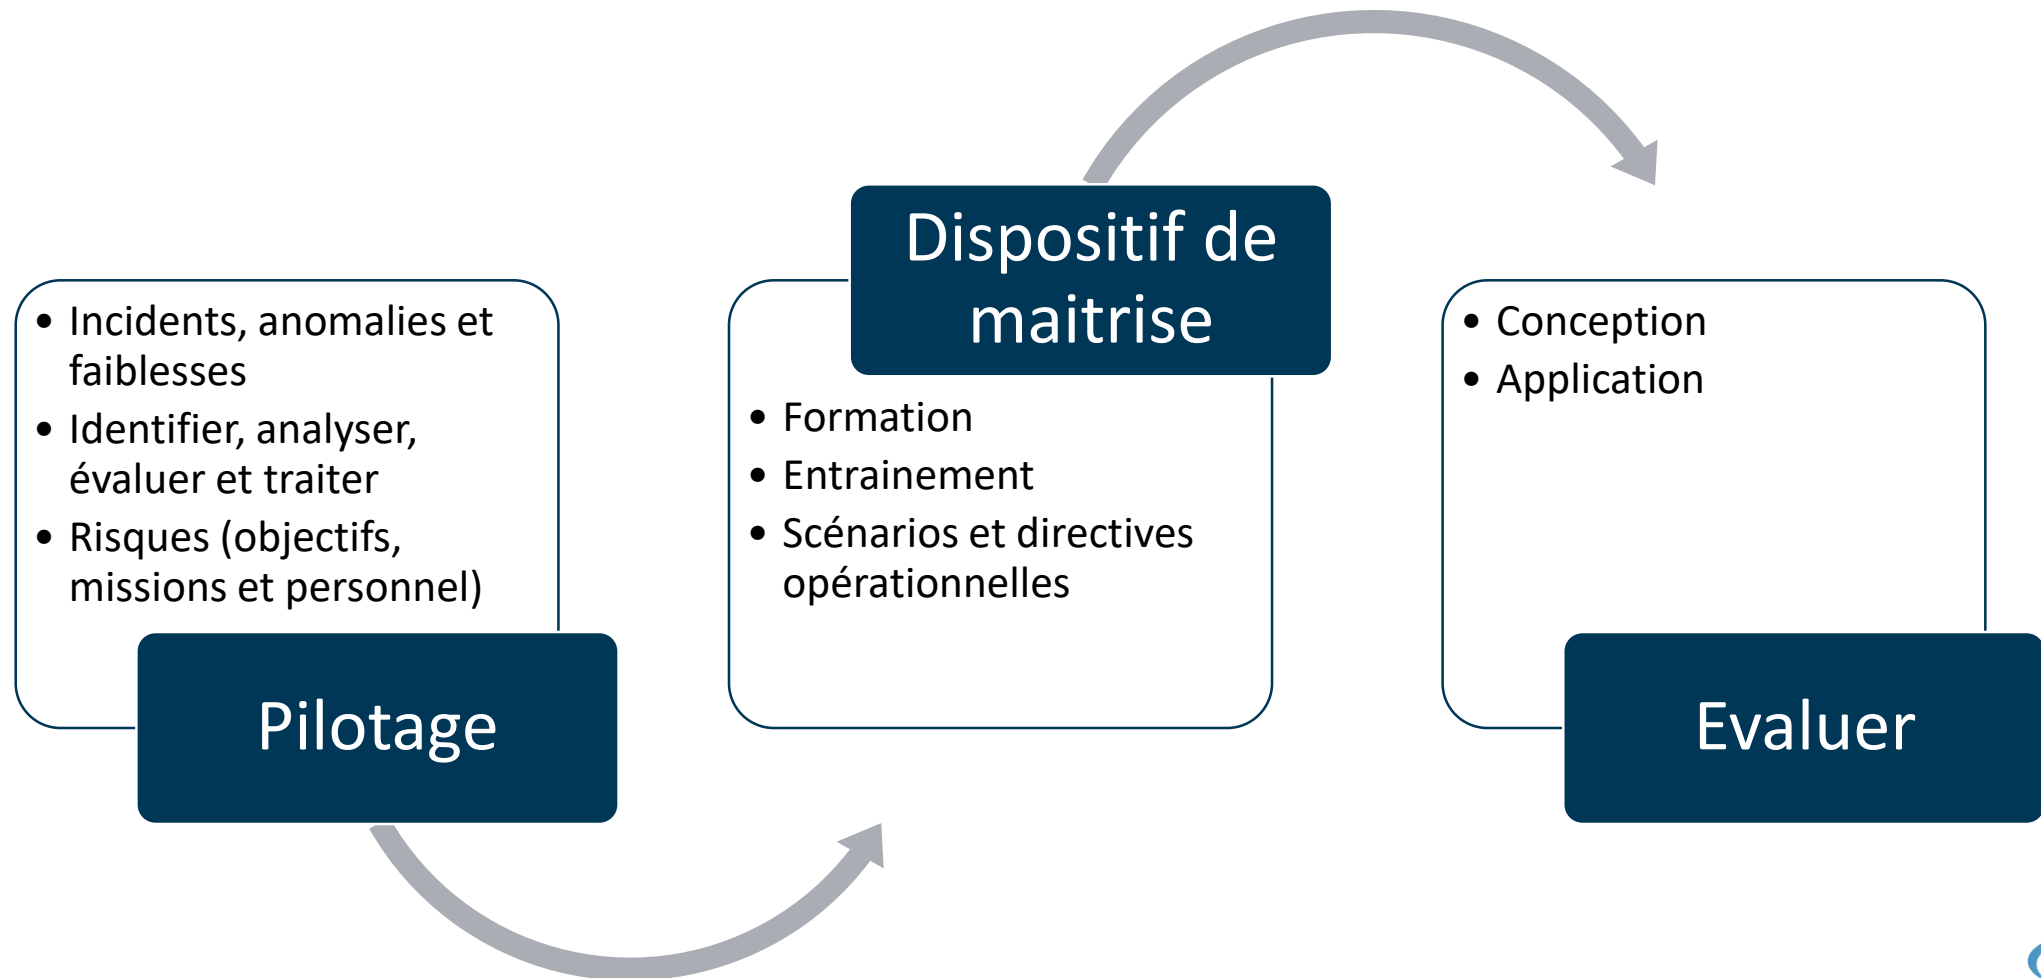 • Incidents, anomalies et
faiblesses
• Identifier, analyser,
évaluer et traiter
• Risques (objectifs,
missions et personnel)
Pilotage
Dispositif de
maitrise
• Formation
• Entrainement
• Scénarios et directives
opérationnelles
• Conception
• Application
Evaluer